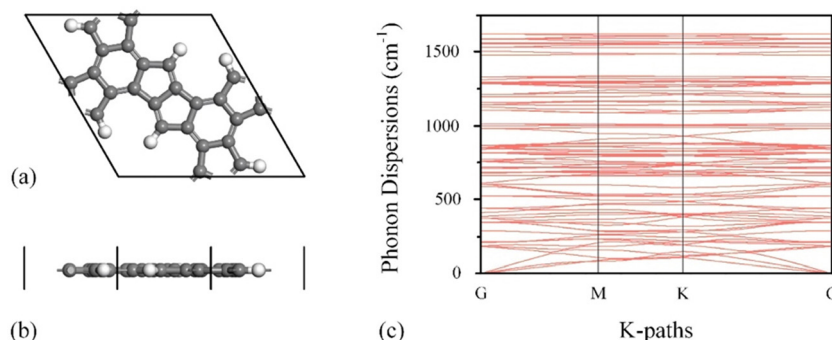 (a)
(b)
(c)
Phonon Dispersions (cm-1)
1500
1000
500
0
G
M
K
K-paths